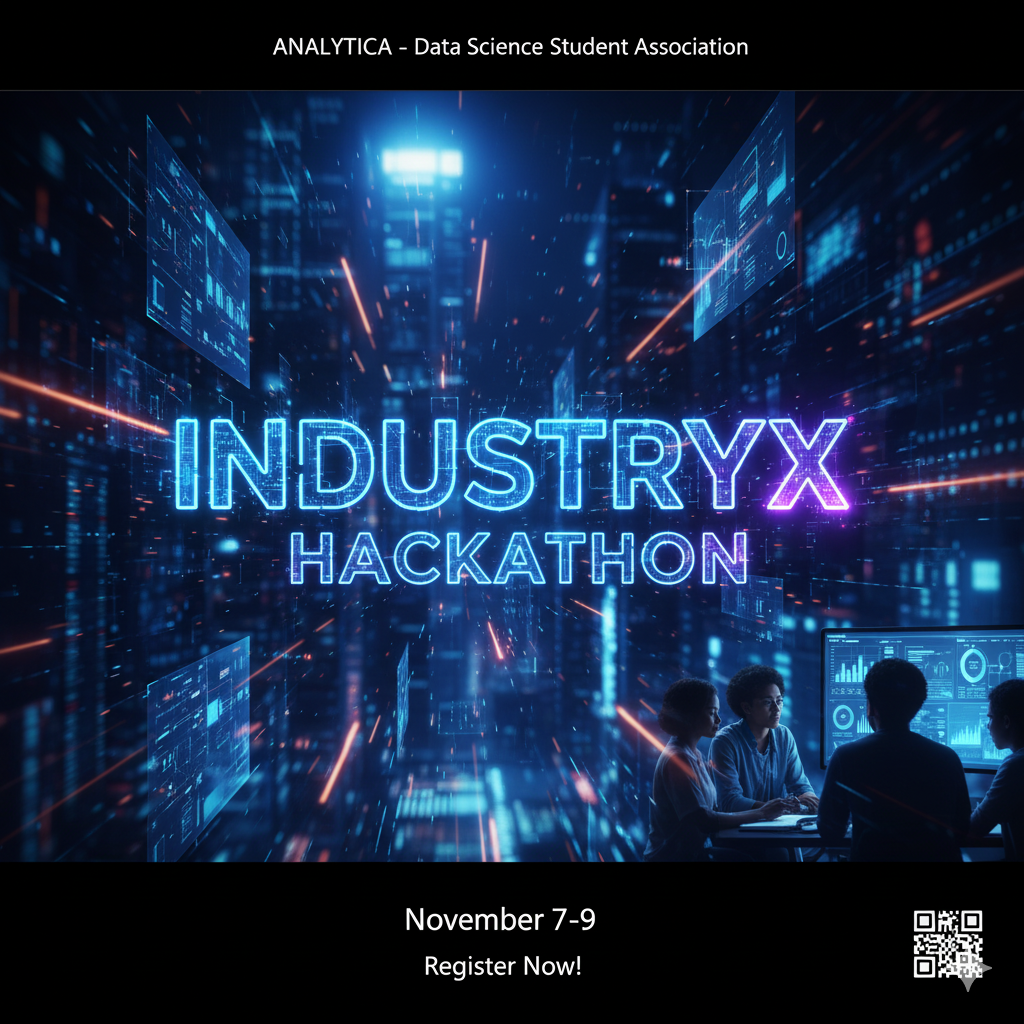 ANALYTICA - Data Science Student Association
INDUSTRYX
HACKATHON
November 7-9
Register Now!